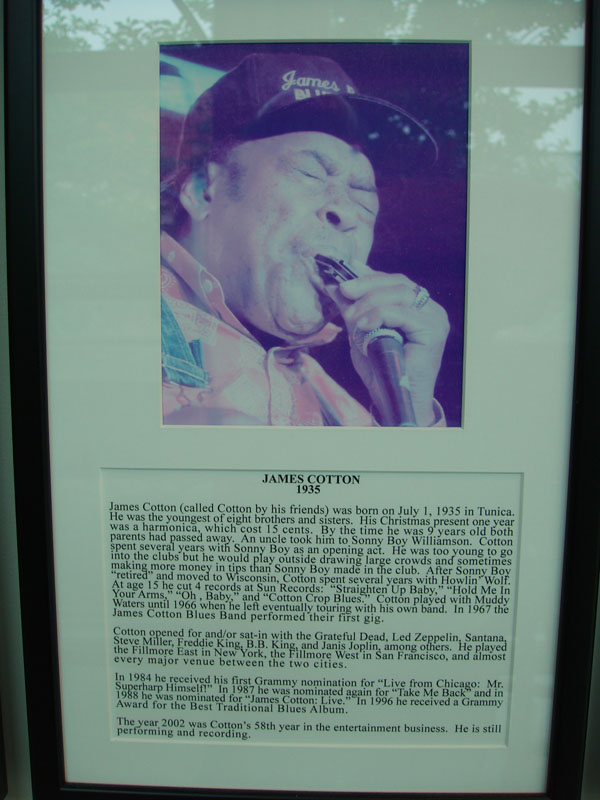 James
BLU
JAMES COTTON
1935
James Cotton (called Cotton by his friends) was born on July 1, 1935 in Tunica.
He was the youngest of eight brothers and sisters. His Christmas present one year
was a harmonica, which cost 15 cents. By the time he was 9 years old both
parents had passed away. An uncle took him to Sonny Boy Williamson. Cotton
spent several years with Sonny Boy as an opening act. He was too young to go
into the clubs but he would play outside drawing large crowds and sometimes
making more money in tips than Sonny Boy made in the club. After Sonny Boy
"retired" and moved to Wisconsin, Cotton spent several years with Howlin' Wolf.
At age 15 he cut 4 records at Sun Records: "Straighten Up Baby," "Hold Me In
Your Arms," "Oh , Baby," and "Cotton Crop Blues." Cotton played with Muddy
Waters until 1966 when he left eventually touring with his own band. In 1967 the
James Cotton Blues Band performed their first gig.
Cotton opened for and/or sat-in with the Grateful Dead, Led Zeppelin, Santana,
Steve Miller, Freddie King, B.B. King, and Janis Joplin, among others. He played
the Fillmore East in New York, the Fillmore West in San Francisco, and almost
every major venue between the two cities.
In 1984 he received his first Grammy nomination for "Live from Chicago: Mr.
Superharp Himself!" In 1987 he was nominated again for "Take Me Back" and in
1988 he was nominated for "James Cotton: Live." In 1996 he received a Grammy
Award for the Best Traditional Blues Album.
The year 2002 was Cotton's 58th year in the entertainment business. He is still
performing and recording.